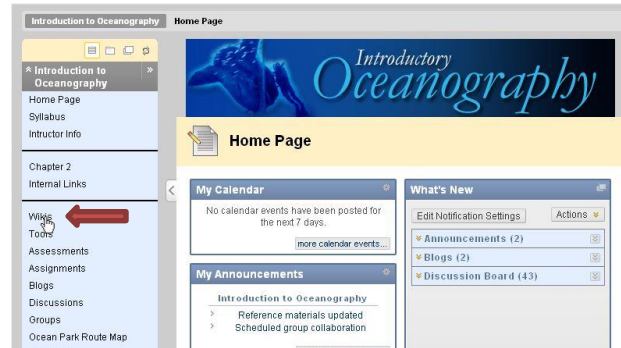 Introduction to Oceanography Home Page
Introduction to
Oceanography
Home Page
Syllabus
Intructor Info
Chapter 2
Internal Links
Wikis
Tools
Assessments
Assignments
Blogs
Discussions
Groups
Ocean Park Route Map
Introductory
Oceanography
Home Page
My Calendar
No calendar events have been posted for
the next 7 days.
more calendar events...
My Announcements
Introduction to Oceanography
Reference materials updated
Scheduled group collaboration
What's New
Edit Notification Settings Actions
Announcements (2)
Blogs (2)
Discussion Board (43)